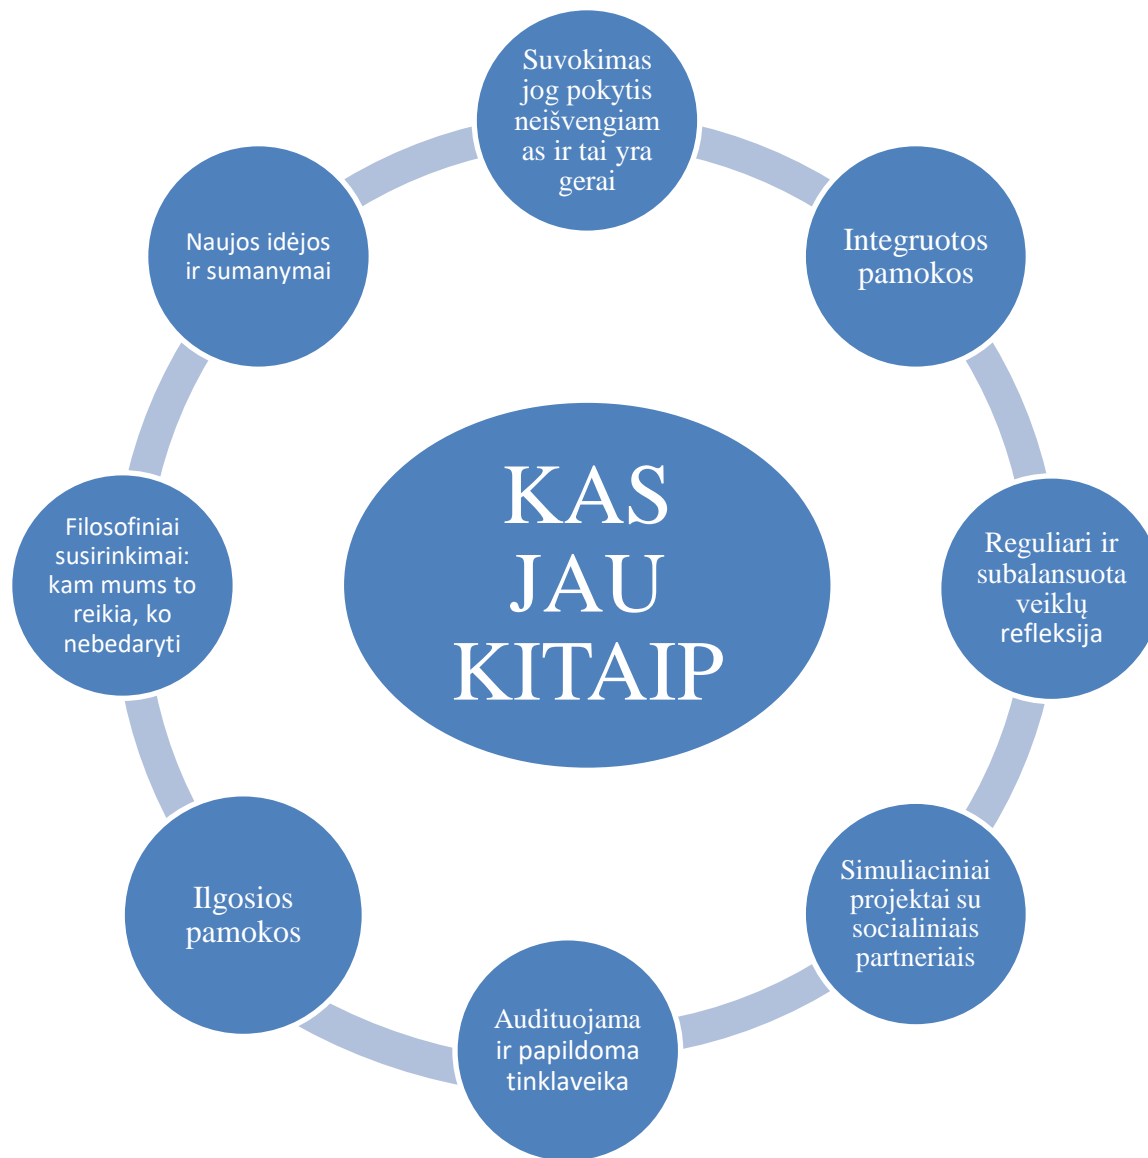 Suvokimas
jog pokytis
neišvengiam
as ir tai yra
gerai
Integruotos
pamokos
Reguliari ir
subalansuota
veiklų
refleksija
Simuliaciniai
projektai su
socialiniais
partneriais
Audituojama
ir papildoma
tinklaveika
Ilgosios
pamokos
Filosofiniai
susirinkimai:
kam mums to
reikia, ko
nebedaryti
Naujos idėjos
ir sumanymai
KAS
JAU
KITAIP